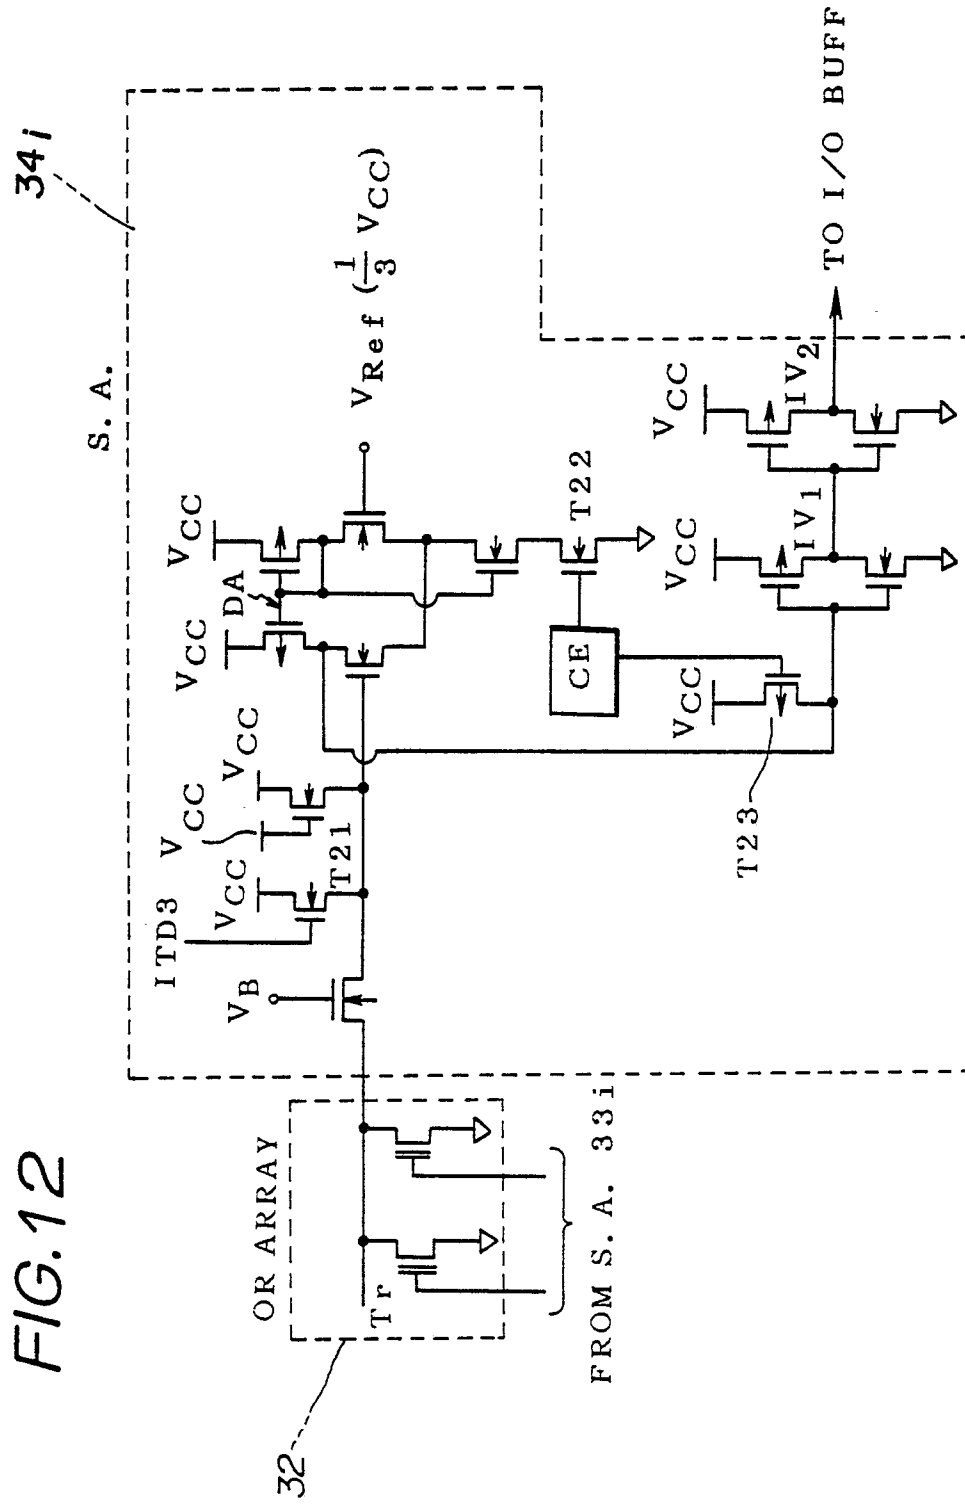 FIG.12
34i
S. A.
32
OR ARRAY
Tr
FROM S. A. 33i
VB
ITD3
VCC
T21
VCC
VCC
VCC
DA
VCC
VRef (1/3 VCC)
CE
T22
T23
VCC
VCC
IV1
VCC
IV2
TO I/O BUFF